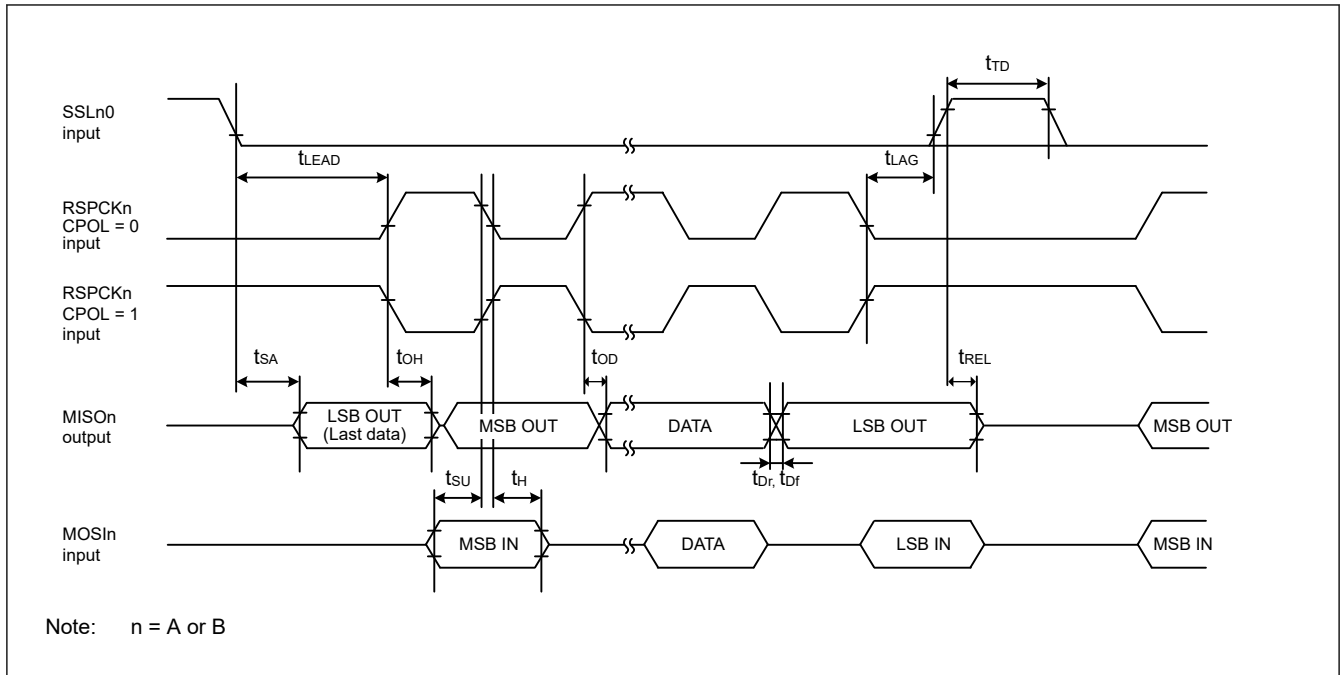 tTD
SSLn0
input
tLEAD
tLAG
RSPCKn
CPOL = 0
input
RSPCKn
CPOL = 1
input
tSA
tOH
tOD
tREL
MISOn
output
LSB OUT
(Last data)
MSB OUT
DATA
LSB OUT
MSB OUT
tSU
tH
tDr, tDf
MOSIn
input
MSB IN
DATA
LSB IN
MSB IN
Note: n = A or B